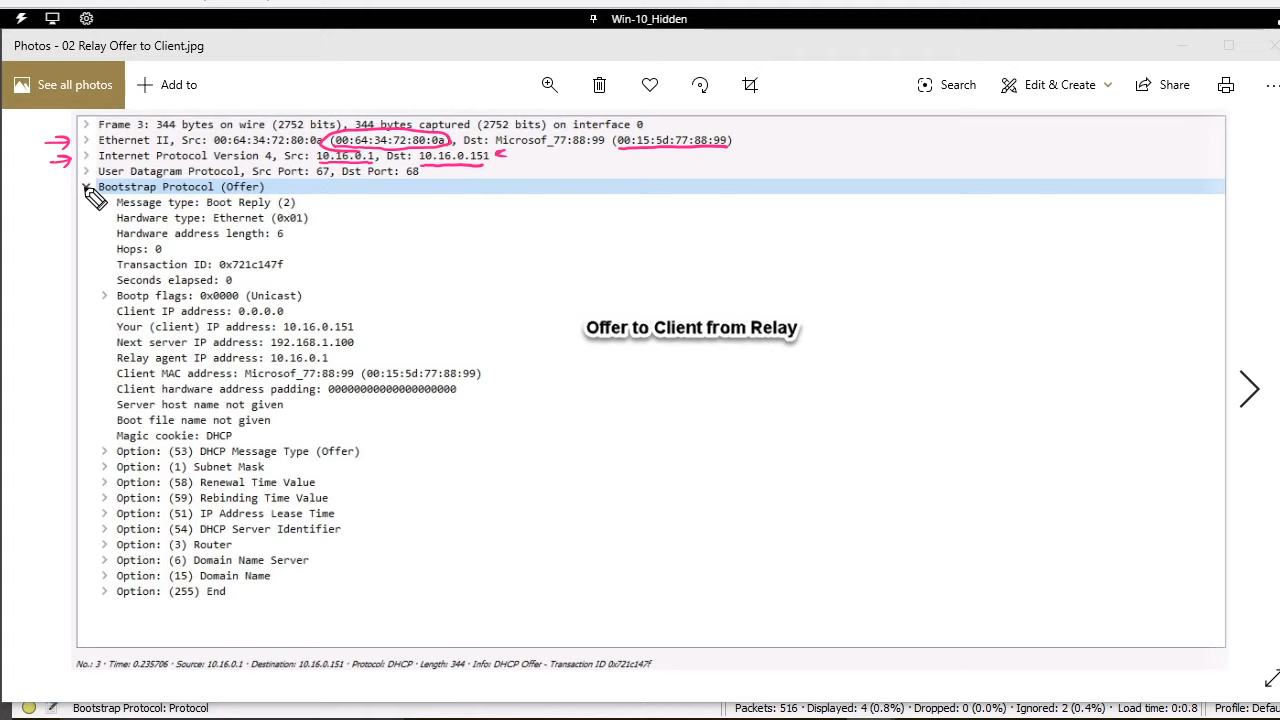 Win-10_Hidden
Photos - 02 Relay Offer to Client.jpg
See all photos
Add to
Search
Edit & Create
Share
Frame 3: 344 bytes on wire (2752 bits), 344 bytes captured (2752 bits) on interface 0
Ethernet II, Src: 00:64:34:72:80:0a (00:64:34:72:80:0a), Dst: Microsof_77:88:99 (00:15:5d:77:88:99)
Internet Protocol Version 4, Src: 10.16.0.1, Dst: 10.16.0.151
User Datagram Protocol, Src Port: 67, Dst Port: 68
Bootstrap Protocol (Offer)
Message type: Boot Reply (2)
Hardware type: Ethernet (0x01)
Hardware address length: 6
Hops: 0
Transaction ID: 0x721c147f
Seconds elapsed: 0
Bootp flags: 0x0000 (Unicast)
Client IP address: 0.0.0.0
Your (client) IP address: 10.16.0.151
Next server IP address: 192.168.1.100
Relay agent IP address: 10.16.0.1
Client MAC address: Microsof_77:88:99 (00:15:5d:77:88:99)
Client hardware address padding: 00000000000000000000
Server host name not given
Boot file name not given
Magic cookie: DHCP
Option: (53) DHCP Message Type (Offer)
Option: (1) Subnet Mask
Option: (58) Renewal Time Value
Option: (59) Rebinding Time Value
Option: (51) IP Address Lease Time
Option: (54) DHCP Server Identifier
Option: (3) Router
Option: (6) Domain Name Server
Option: (15) Domain Name
Option: (255) End
Offer to Client from Relay
No.: 3 · Time: 0.235706 · Source: 10.16.0.1 · Destination: 10.16.0.151 · Protocol: DHCP · Length: 344 · Info: DHCP Offer - Transaction ID 0x721c147f
Bootstrap Protocol: Protocol
Packets: 516 · Displayed: 4 (0.8%) · Dropped: 0 (0.0%) · Ignored: 2 (0.4%) · Load time: 0:0.8
Profile: Defau